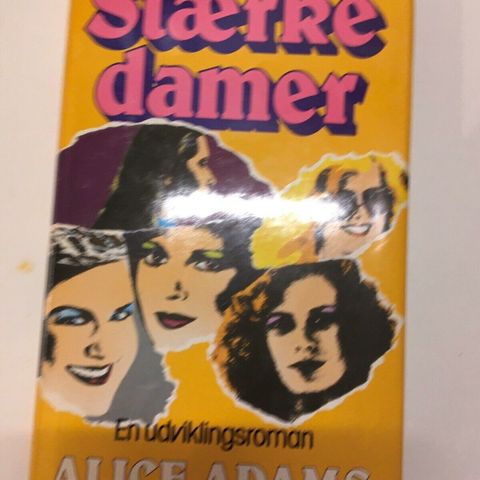 Stærke
damer
En udviklingsroman
ALICE ADAMS